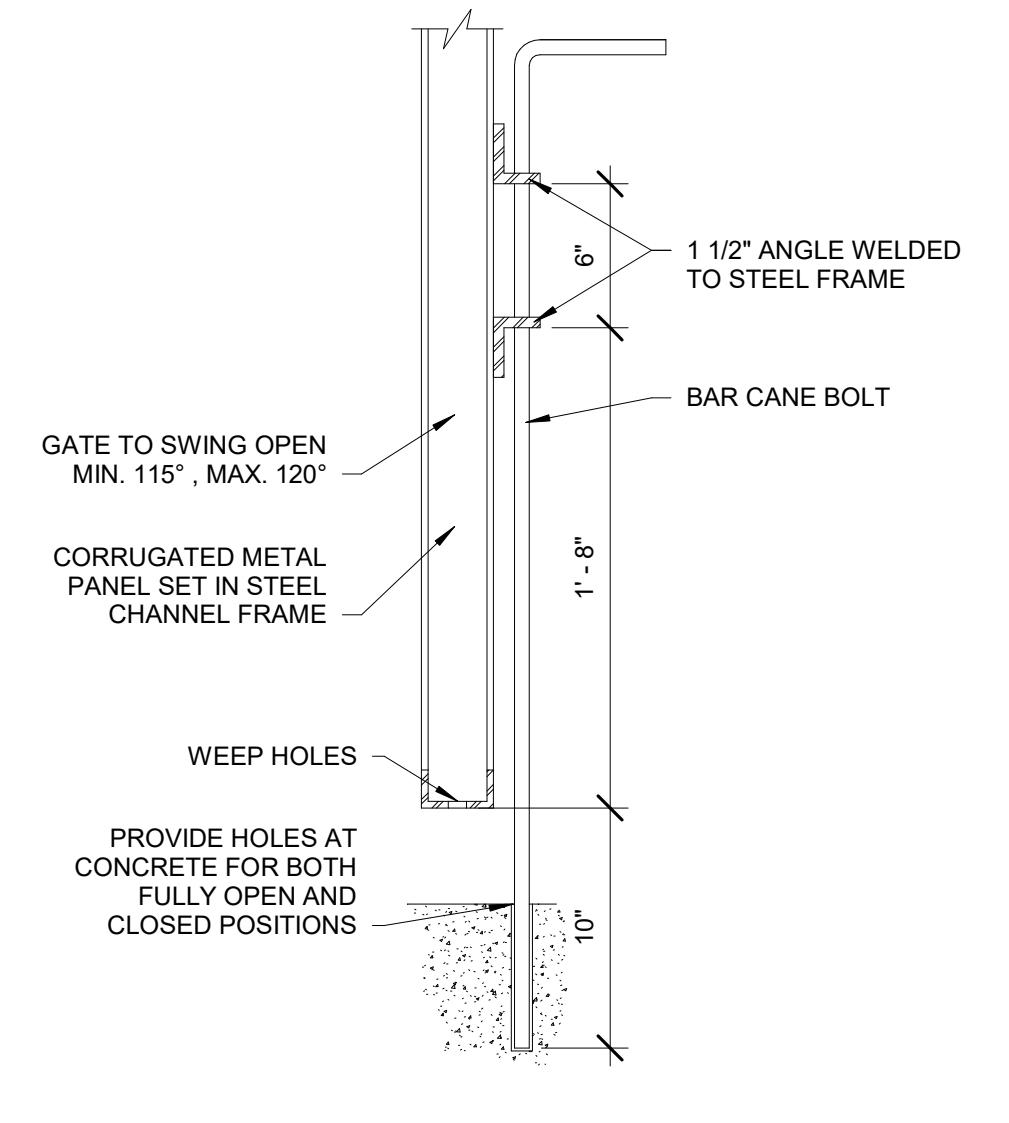 6"
1 1/2" ANGLE WELDED
TO STEEL FRAME
BAR CANE BOLT
GATE TO SWING OPEN
MIN. 115° , MAX. 120°
CORRUGATED METAL
PANEL SET IN STEEL
CHANNEL FRAME
1' - 8"
WEEP HOLES
PROVIDE HOLES AT
CONCRETE FOR BOTH
FULLY OPEN AND
CLOSED POSITIONS
10"